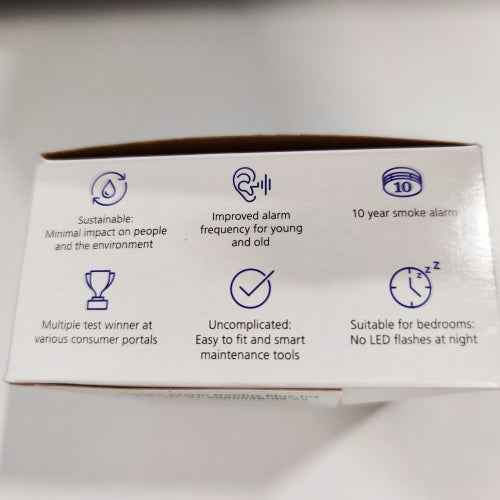 Sustainable:
Minimal impact on people
and the environment
Improved alarm
frequency for young
and old
10
10 year smoke alarm
Multiple test winner at
various consumer portals
Uncomplicated:
Easy to fit and smart
maintenance tools
z z z
Suitable for bedrooms:
No LED flashes at night